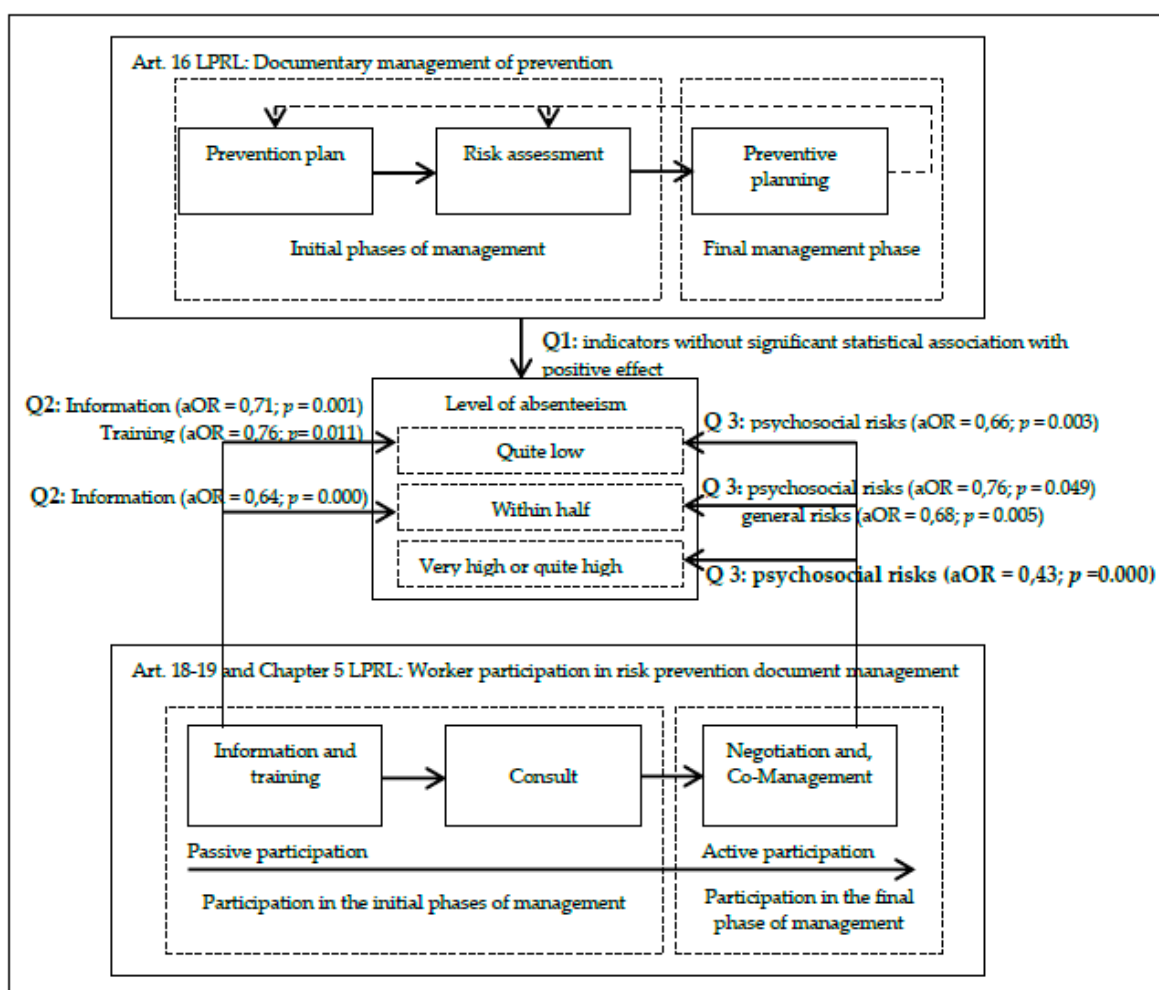 Art. 16 LPRL: Documentary management of prevention
Prevention plan
Risk assessment
Preventive
planning
Initial phases of management
Final management phase
Q1: indicators without significant statistical association with
positive effect
Level of absenteeism
Q2: Information (aOR = 0,71; p = 0.001)
Training (aOR = 0,76; p= 0.011)
Quite low
Q 3: psychosocial risks (aOR = 0,66; p = 0.003)
Q2: Information (aOR = 0,64; p = 0.000)
Within half
Q 3: psychosocial risks (aOR = 0,76; p = 0.049)
general risks (aOR = 0,68; p = 0.005)
Very high or quite high
Q 3: psychosocial risks (aOR = 0,43; p =0.000)
Art. 18-19 and Chapter 5 LPRL: Worker participation in risk prevention document management
Information and
training
Consult
Negotiation and,
Co-Management
Passive participation
Active participation
Participation in the initial phases of management
Participation in the final
phase of management